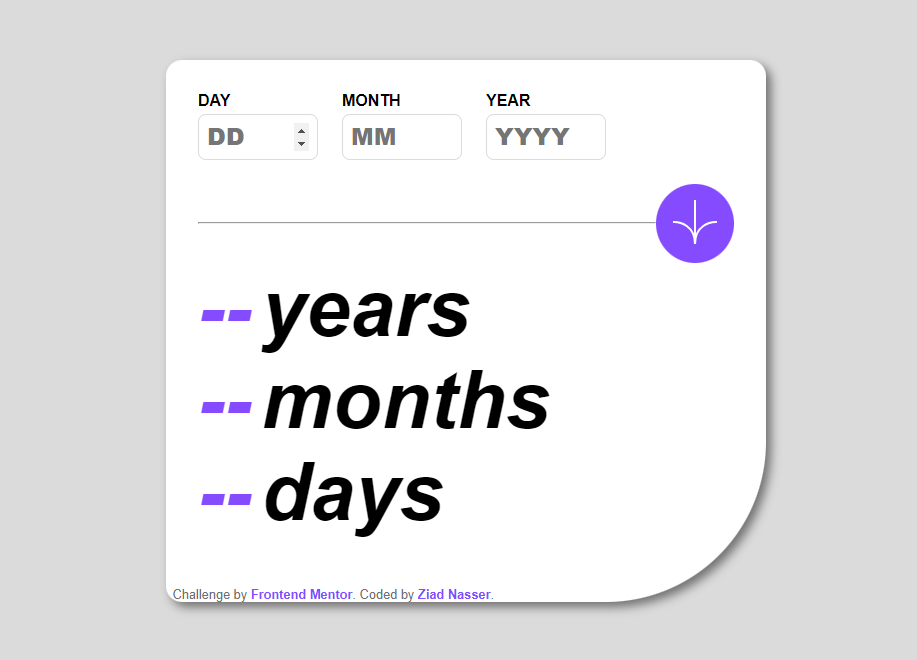 DAY MONTH YEAR
DD MM YYYY
-- years
-- months
-- days
Challenge by Frontend Mentor. Coded by Ziad Nasser.